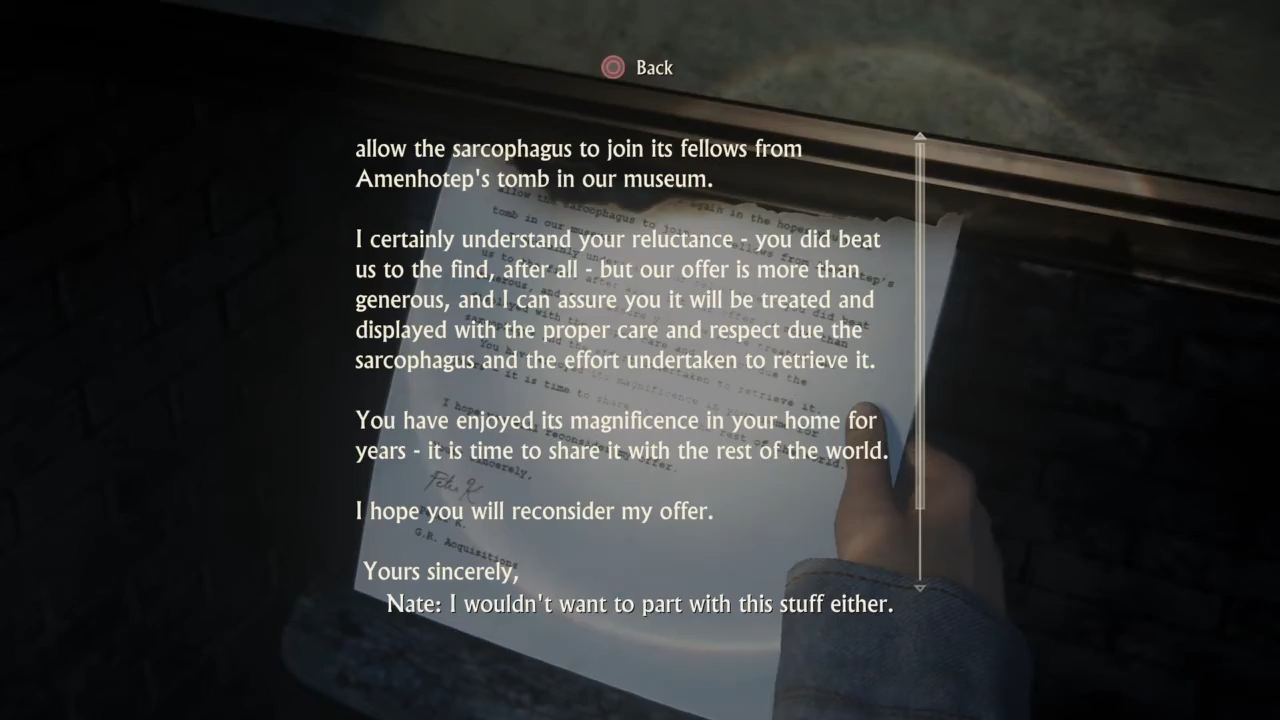 Back
allow the sarcophagus to join its fellows from
Amenhotep's tomb in our museum.
I certainly understand your reluctance - you did beat
us to the find, after all - but our offer is more than
generous, and I can assure you it will be treated and
displayed with the proper care and respect due the
sarcophagus and the effort undertaken to retrieve it.
You have enjoyed its magnificence in your home for
years - it is time to share it with the rest of the world.
I hope you will reconsider my offer.
Yours sincerely,
Nate: I wouldn't want to part with this stuff either.
Peter K
G.R. Acquisitions